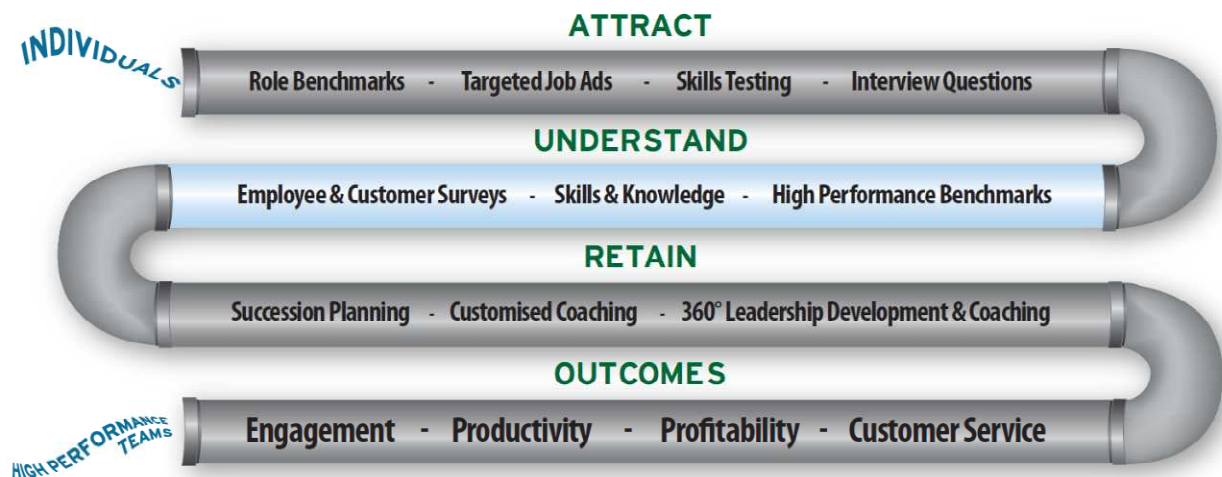 ATTRACT
INDIVIDUALS
Role Benchmarks - Targeted Job Ads - Skills Testing - Interview Questions
UNDERSTAND
Employee & Customer Surveys - Skills & Knowledge - High Performance Benchmarks
RETAIN
Succession Planning - Customised Coaching - 360° Leadership Development & Coaching
OUTCOMES
HIGH PERFORMANCE
TEAMS
Engagement - Productivity - Profitability - Customer Service